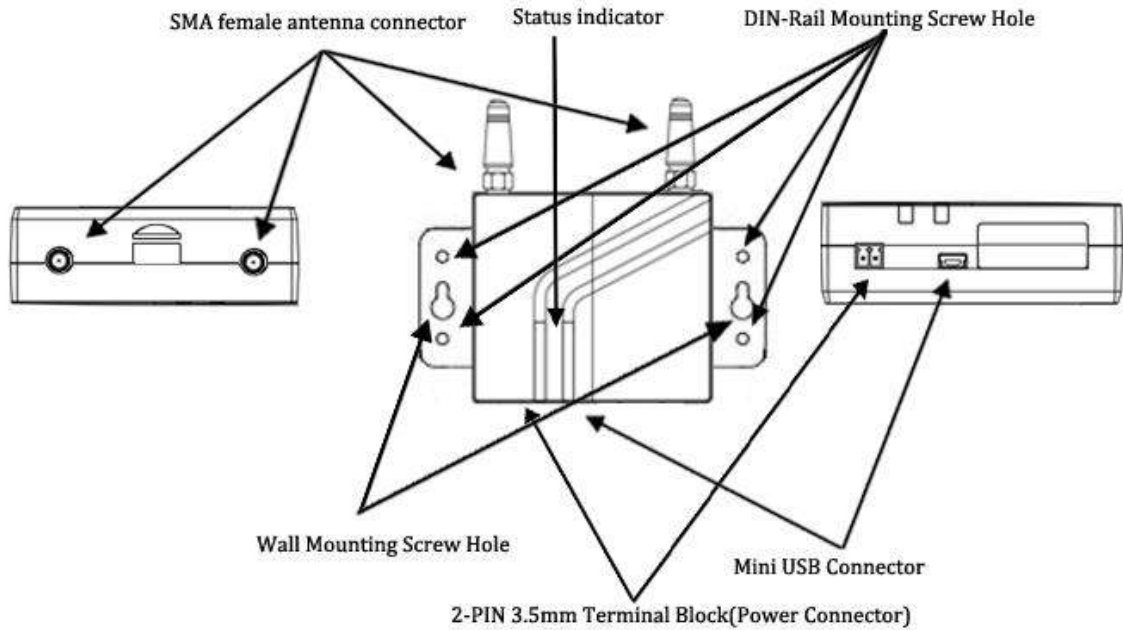 SMA female antenna connector
Status indicator
DIN-Rail Mounting Screw Hole
Wall Mounting Screw Hole
Mini USB Connector
2-PIN 3.5mm Terminal Block(Power Connector)